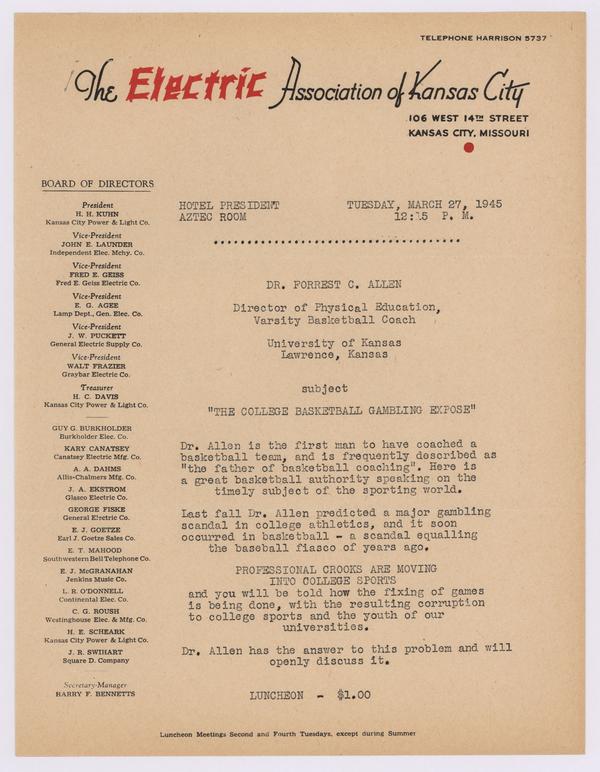 TELEPHONE HARRISON 5737
The Electric Association of Kansas City
106 WEST 14TH STREET
KANSAS CITY, MISSOURI
BOARD OF DIRECTORS
President
H. H. KUHN
Kansas City Power & Light Co.
Vice-President
JOHN E. LAUNDER
Independent Elec. Mchy. Co.
Vice-President
FRED E. GEISS
Fred E. Geiss Electric Co.
Vice-President
E. G. AGEE
Lamp Dept., Gen. Elec. Co.
Vice-President
J. W. PUCKETT
General Electric Supply Co.
Vice-President
WALT FRAZIER
Graybar Electric Co.
Treasurer
H. C. DAVIS
Kansas City Power & Light Co.
GUY G. BURKHOLDER
Burkholder Elec. Co.
KARY CANATSEY
Canatsey Electric Mfg. Co.
A. A. DAHMS
Allis-Chalmers Mfg. Co.
J. A. EKSTROM
Glasco Electric Co.
GEORGE FISKE
General Electric Co.
E. J. GOETZE
Earl J. Goetze Sales Co.
E. T. MAHOOD
Southwestern Bell Telephone Co.
E. J. McGRANAHAN
Jenkins Music Co.
L. R. O'DONNELL
Continental Elec. Co.
C. G. ROUSH
Westinghouse Elec. & Mfg. Co.
H. E. SCHEARK
Kansas City Power & Light Co.
J. R. SWIHART
Square D. Company
Secretary-Manager
HARRY F. BENNETTS
HOTEL PRESIDENT TUESDAY, MARCH 27, 1945
AZTEC ROOM 12:15 P. M.
DR. FORREST C. ALLEN
Director of Physical Education,
Varsity Basketball Coach
University of Kansas
Lawrence, Kansas
subject
"THE COLLEGE BASKETBALL GAMBLING EXPOSE"
Dr. Allen is the first man to have coached a
basketball team, and is frequently described as
"the father of basketball coaching". Here is
a great basketball authority speaking on the
timely subject of the sporting world.
Last fall Dr. Allen predicted a major gambling
scandal in college athletics, and it soon
occurred in basketball - a scandal equalling
the baseball fiasco of years ago.
PROFESSIONAL CROOKS ARE MOVING
INTO COLLEGE SPORTS
and you will be told how the fixing of games
is being done, with the resulting corruption
to college sports and the youth of our
universities.
Dr. Allen has the answer to this problem and will
openly discuss it.
LUNCHEON - $1.00
Luncheon Meetings Second and Fourth Tuesdays, except during Summer